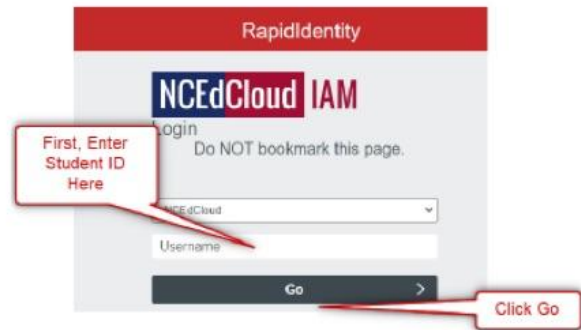 RapidIdentity
NCEdCloud IAM
Login
Do NOT bookmark this page.
First, Enter
Student ID
Here
NCEdCloud
Username
Go
Click Go